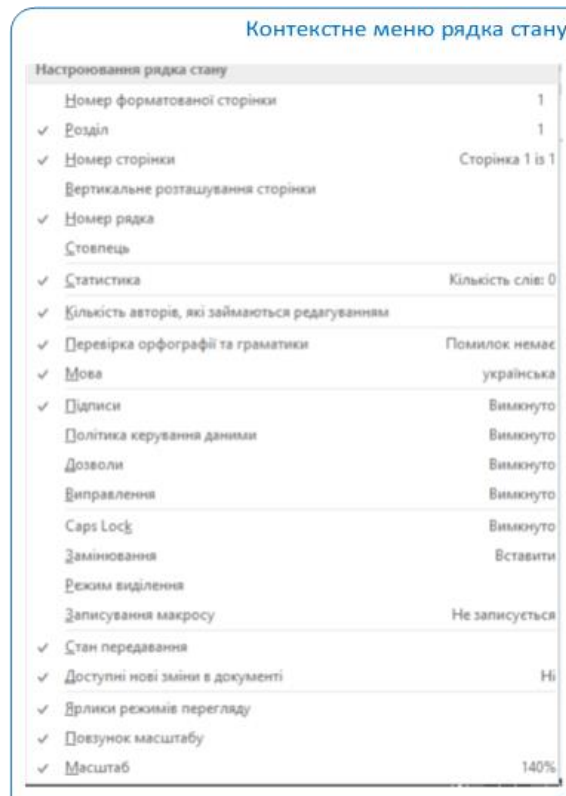 Контекстне меню рядка стану
Настроювання рядка стану
Номер форматованої сторінки 1
Розділ 1
Номер сторінки Сторінка 1 із 1
Вертикальне розташування сторінки
Номер рядка
Стовпець
Статистика Кількість слів: 0
Кількість авторів, які займаються редагуванням
Перевірка орфографії та граматики Помилок немає
Мова українська
Підписи Вимкнуто
Політика керування даними Вимкнуто
Дозволи Вимкнуто
Виправлення Вимкнуто
Caps Lock Вимкнуто
Замінювання Вставити
Режим виділення
Записування макросу Не записується
Стан передавання
Доступні нові зміни в документі Ні
Ярлики режимів перегляду
Повзунок масштабу
Масштаб 140%